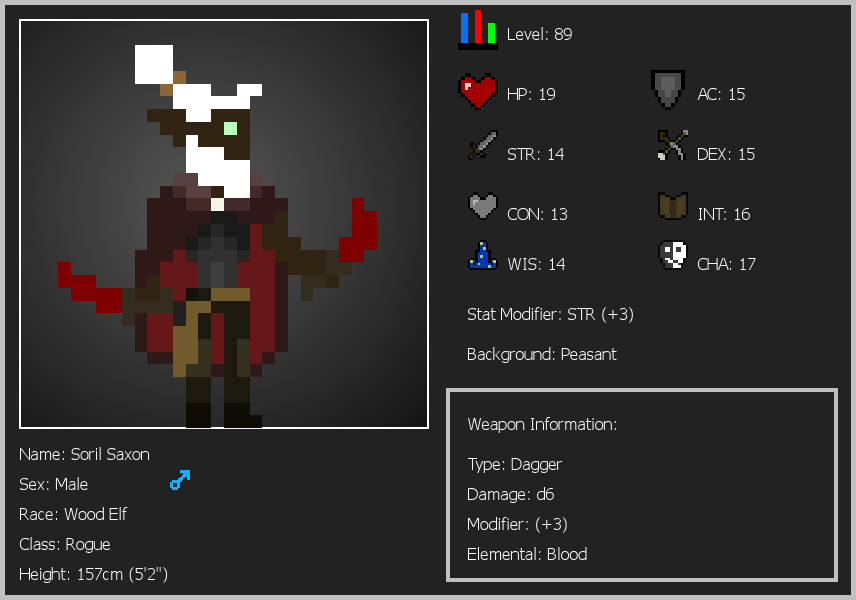 Level: 89
HP: 19
AC: 15
STR: 14
DEX: 15
CON: 13
INT: 16
WIS: 14
CHA: 17
Stat Modifier: STR (+3)
Background: Peasant
Weapon Information:
Type: Dagger
Damage: d6
Modifier: (+3)
Elemental: Blood
Name: Soril Saxon
Sex: Male
Race: Wood Elf
Class: Rogue
Height: 157cm (5'2")